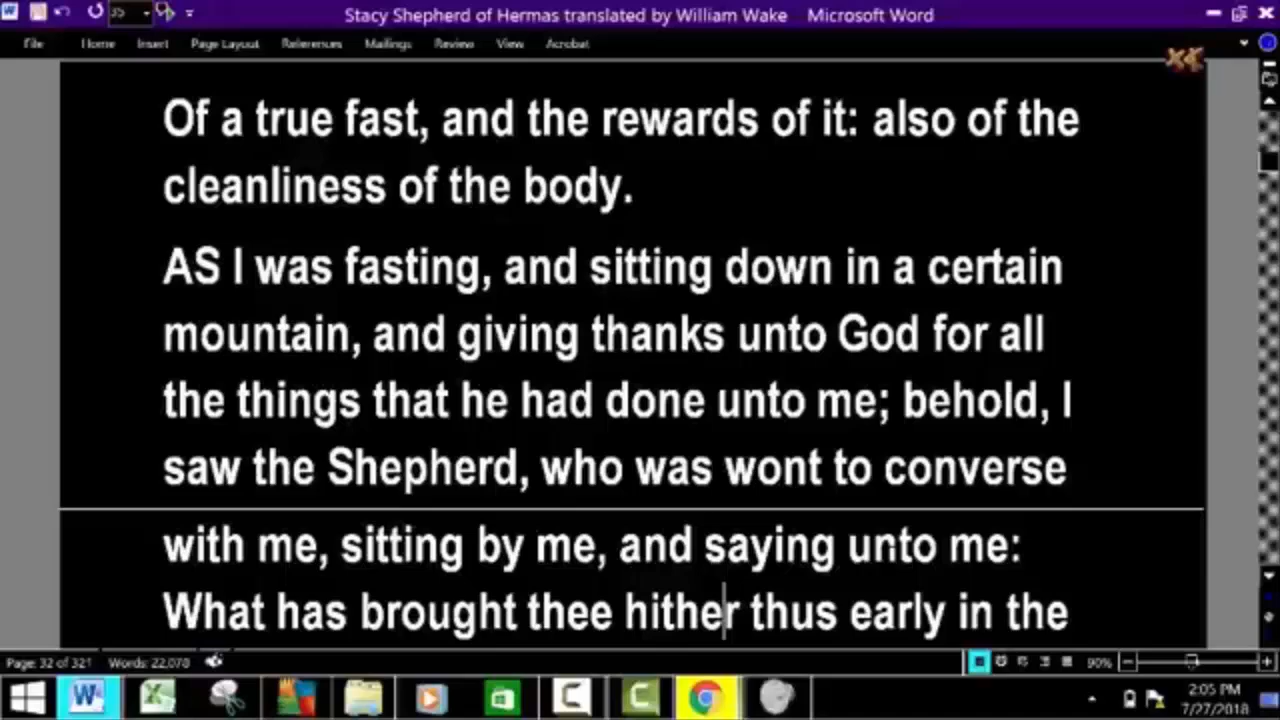 35
Stacy Shepherd of Hermas translated by William Wake Microsoft Word
File Home Insert Page Layout References Mailings Review View Acrobat
Of a true fast, and the rewards of it: also of the
cleanliness of the body.
AS I was fasting, and sitting down in a certain
mountain, and giving thanks unto God for all
the things that he had done unto me; behold, I
saw the Shepherd, who was wont to converse
with me, sitting by me, and saying unto me:
What has brought thee hither thus early in the
Page: 32 of 321 Words: 22,078 90%
2:05 PM
7/27/2018